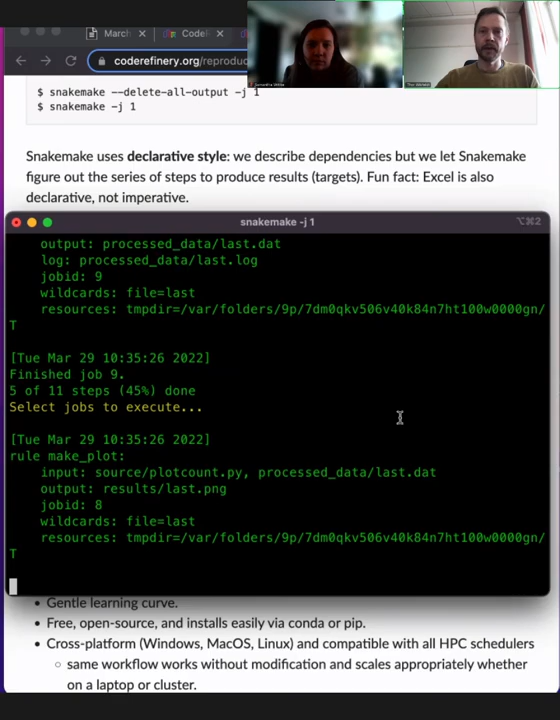 March
CodeR
coderefinery.org/reproduc
$ snakemake --delete-all-output -j 1
$ snakemake -j 1
Snakemake uses declarative style: we describe dependencies but we let Snakemake
figure out the series of steps to produce results (targets). Fun fact: Excel is also
declarative, not imperative.
snakemake -j 1
⌥⌘2
output: processed_data/last.dat
log: processed_data/last.log
jobid: 9
wildcards: file=last
resources: tmpdir=/var/folders/9p/7dm0qkv506v40k84n7ht100w0000gn/
T
[Tue Mar 29 10:35:26 2022]
Finished job 9.
5 of 11 steps (45%) done
Select jobs to execute...
[Tue Mar 29 10:35:26 2022]
rule make_plot:
input: source/plotcount.py, processed_data/last.dat
output: results/last.png
jobid: 8
wildcards: file=last
resources: tmpdir=/var/folders/9p/7dm0qkv506v40k84n7ht100w0000gn/
T
• Gentle learning curve.
• Free, open-source, and installs easily via conda or pip.
• Cross-platform (Windows, MacOS, Linux) and compatible with all HPC schedulers
○ same workflow works without modification and scales appropriately whether
on a laptop or cluster.